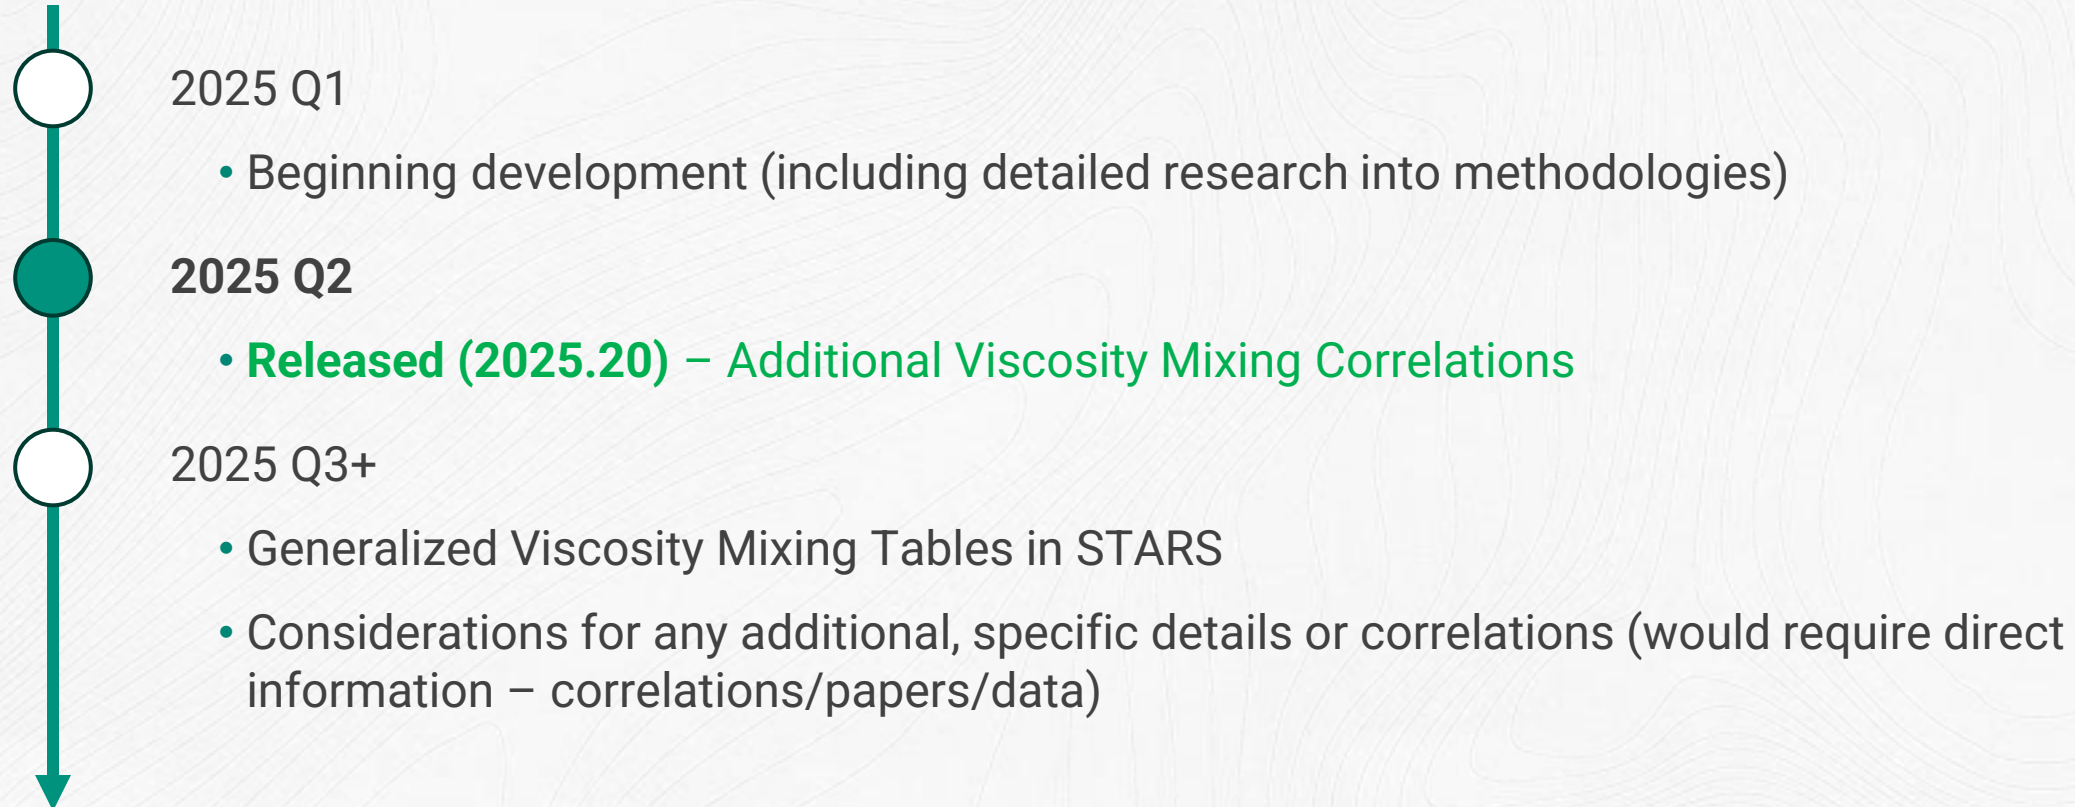 2025 Q1
• Beginning development (including detailed research into methodologies)
2025 Q2
• Released (2025.20) – Additional Viscosity Mixing Correlations
2025 Q3+
• Generalized Viscosity Mixing Tables in STARS
• Considerations for any additional, specific details or correlations (would require direct
information – correlations/papers/data)